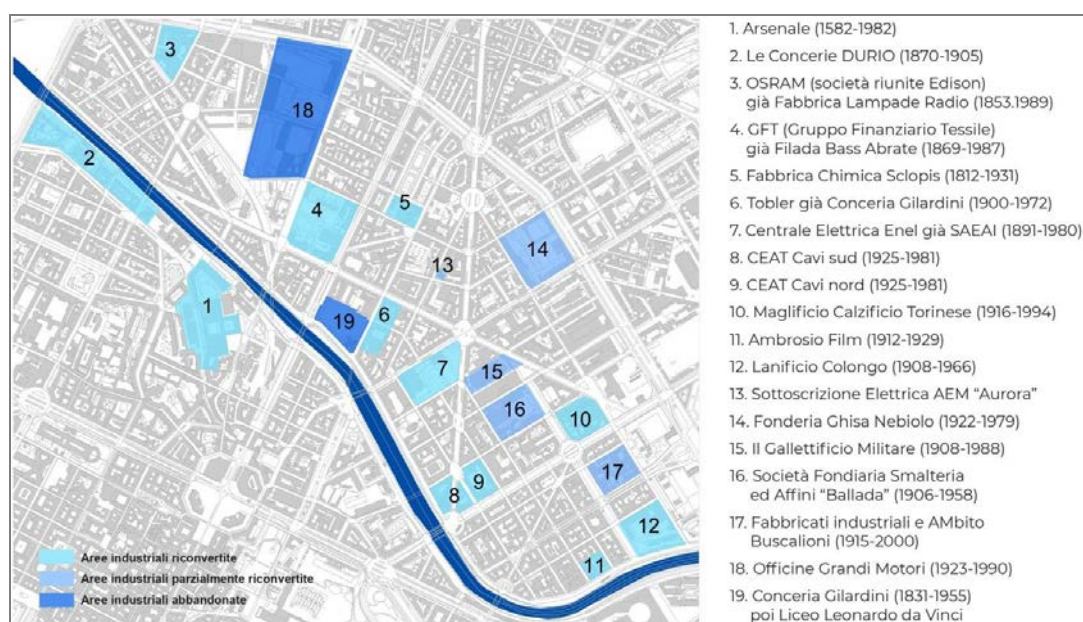 3
18
2
4
5
14
13
1
19
6
7
15
16
10
17
9
8
12
11
Aree industriali riconvertite
Aree industriali parzialmente riconvertite
Aree industriali abbandonate
1. Arsenale (1582-1982)
2. Le Concerie DURIO (1870-1905)
3. OSRAM (società riunite Edison)
già Fabbrica Lampade Radio (1853.1989)
4. GFT (Gruppo Finanziario Tessile)
già Filada Bass Abrate (1869-1987)
5. Fabbrica Chimica Sclopis (1812-1931)
6. Tobler già Conceria Gilardini (1900-1972)
7. Centrale Elettrica Enel già SAEAI (1891-1980)
8. CEAT Cavi sud (1925-1981)
9. CEAT Cavi nord (1925-1981)
10. Maglificio Calzificio Torinese (1916-1994)
11. Ambrosio Film (1912-1929)
12. Lanificio Colongo (1908-1966)
13. Sottoscrizione Elettrica AEM "Aurora"
14. Fonderia Ghisa Nebiolo (1922-1979)
15. Il Gallettificio Militare (1908-1988)
16. Società Fondiaria Smalteria
ed Affini "Ballada" (1906-1958)
17. Fabbricati industriali e AMbito
Buscalioni (1915-2000)
18. Officine Grandi Motori (1923-1990)
19. Conceria Gilardini (1831-1955)
poi Liceo Leonardo da Vinci